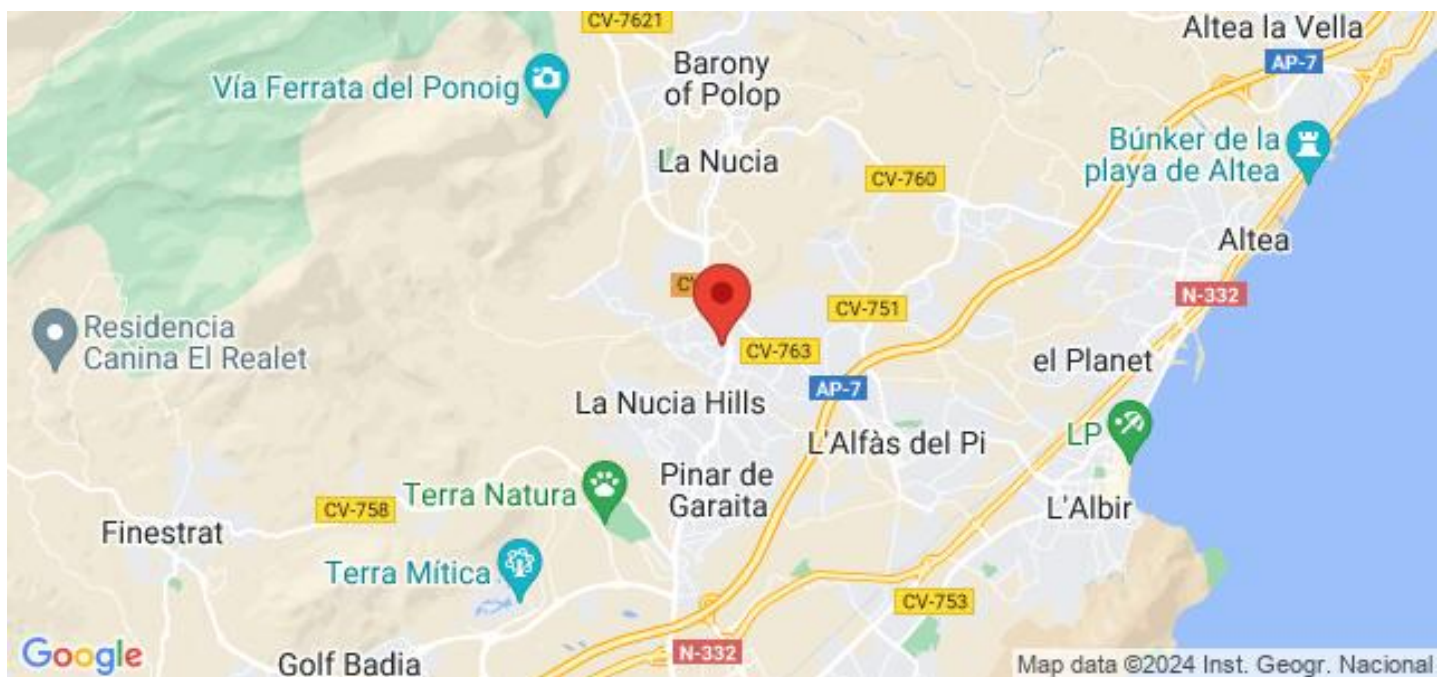 CV-7621
Altea la Vella
AP-7
Vía Ferrata del Ponoig
Barony
of Polop
Búnker de la
playa de Altea
La Nucia
CV-760
Altea
N-332
CV-751
Residencia
Canina El Realet
CV-763
el Planet
AP-7
La Nucia Hills
LP
L'Alfàs del Pi
Pinar de
Garaita
Terra Natura
CV-758
L'Albir
Finestrat
Terra Mítica
CV-753
N-332
Golf Badia
Google
Map data ©2024 Inst. Geogr. Nacional